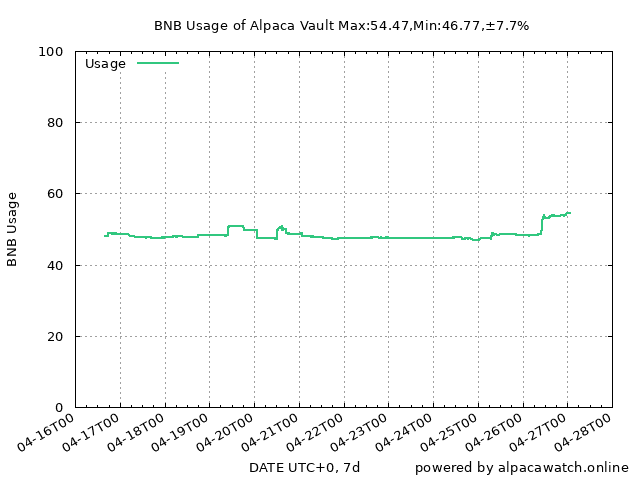 BNB Usage of Alpaca Vault Max:54.47,Min:46.77,±7.7%
Usage
BNB Usage
100
80
60
40
20
0
04-16T00
04-17T00
04-18T00
04-19T00
04-20T00
04-21T00
04-22T00
04-23T00
04-24T00
04-25T00
04-26T00
04-27T00
04-28T00
DATE UTC+0, 7d
powered by alpacawatch.online